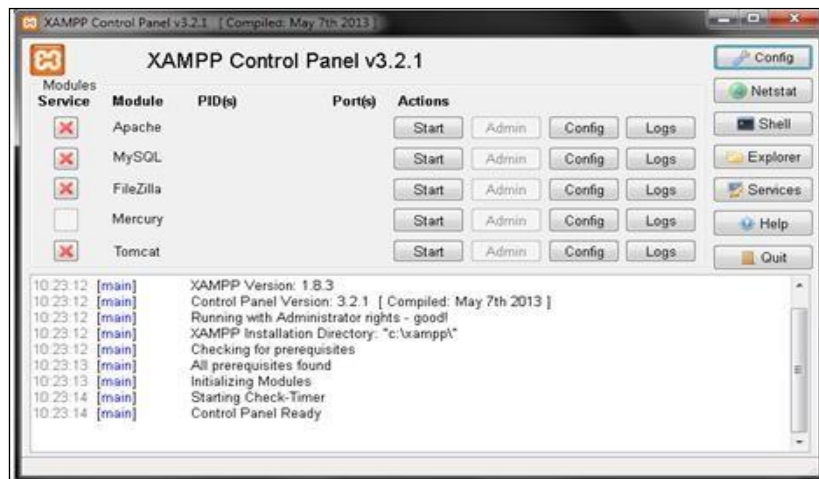 XAMPP Control Panel v3.2.1 [ Compiled: May 7th 2013 ]
XAMPP Control Panel v3.2.1
Config
Modules
Service Module PID(s) Port(s) Actions
Netstat
Apache Start Admin Config Logs
Shell
MySQL Start Admin Config Logs
Explorer
FileZilla Start Admin Config Logs
Services
Mercury Start Admin Config Logs
Help
Tomcat Start Admin Config Logs
Quit
10:23:12 [main] XAMPP Version: 1.8.3
10:23:12 [main] Control Panel Version: 3.2.1 [ Compiled: May 7th 2013 ]
10:23:12 [main] Running with Administrator rights - good!
10:23:12 [main] XAMPP Installation Directory: "c:\xampp\"
10:23:12 [main] Checking for prerequisites
10:23:13 [main] All prerequisites found
10:23:13 [main] Initializing Modules
10:23:14 [main] Starting Check-Timer
10:23:14 [main] Control Panel Ready